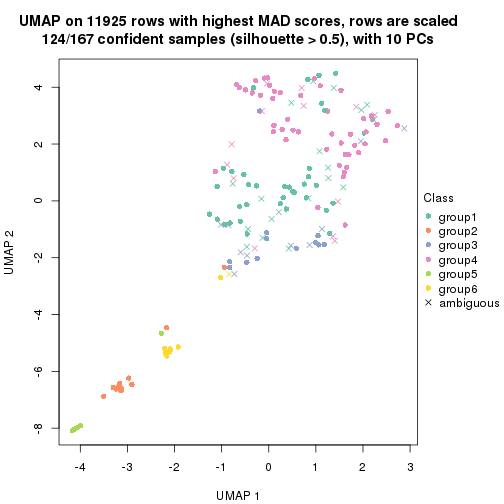 UMAP on 11925 rows with highest MAD scores, rows are scaled
124/167 confident samples (silhouette > 0.5), with 10 PCs
4
2
0
-2
-4
-6
-8
UMAP 2
-4
-3
-2
-1
0
1
2
3
UMAP 1
Class
group1
group2
group3
group4
group5
group6
ambiguous